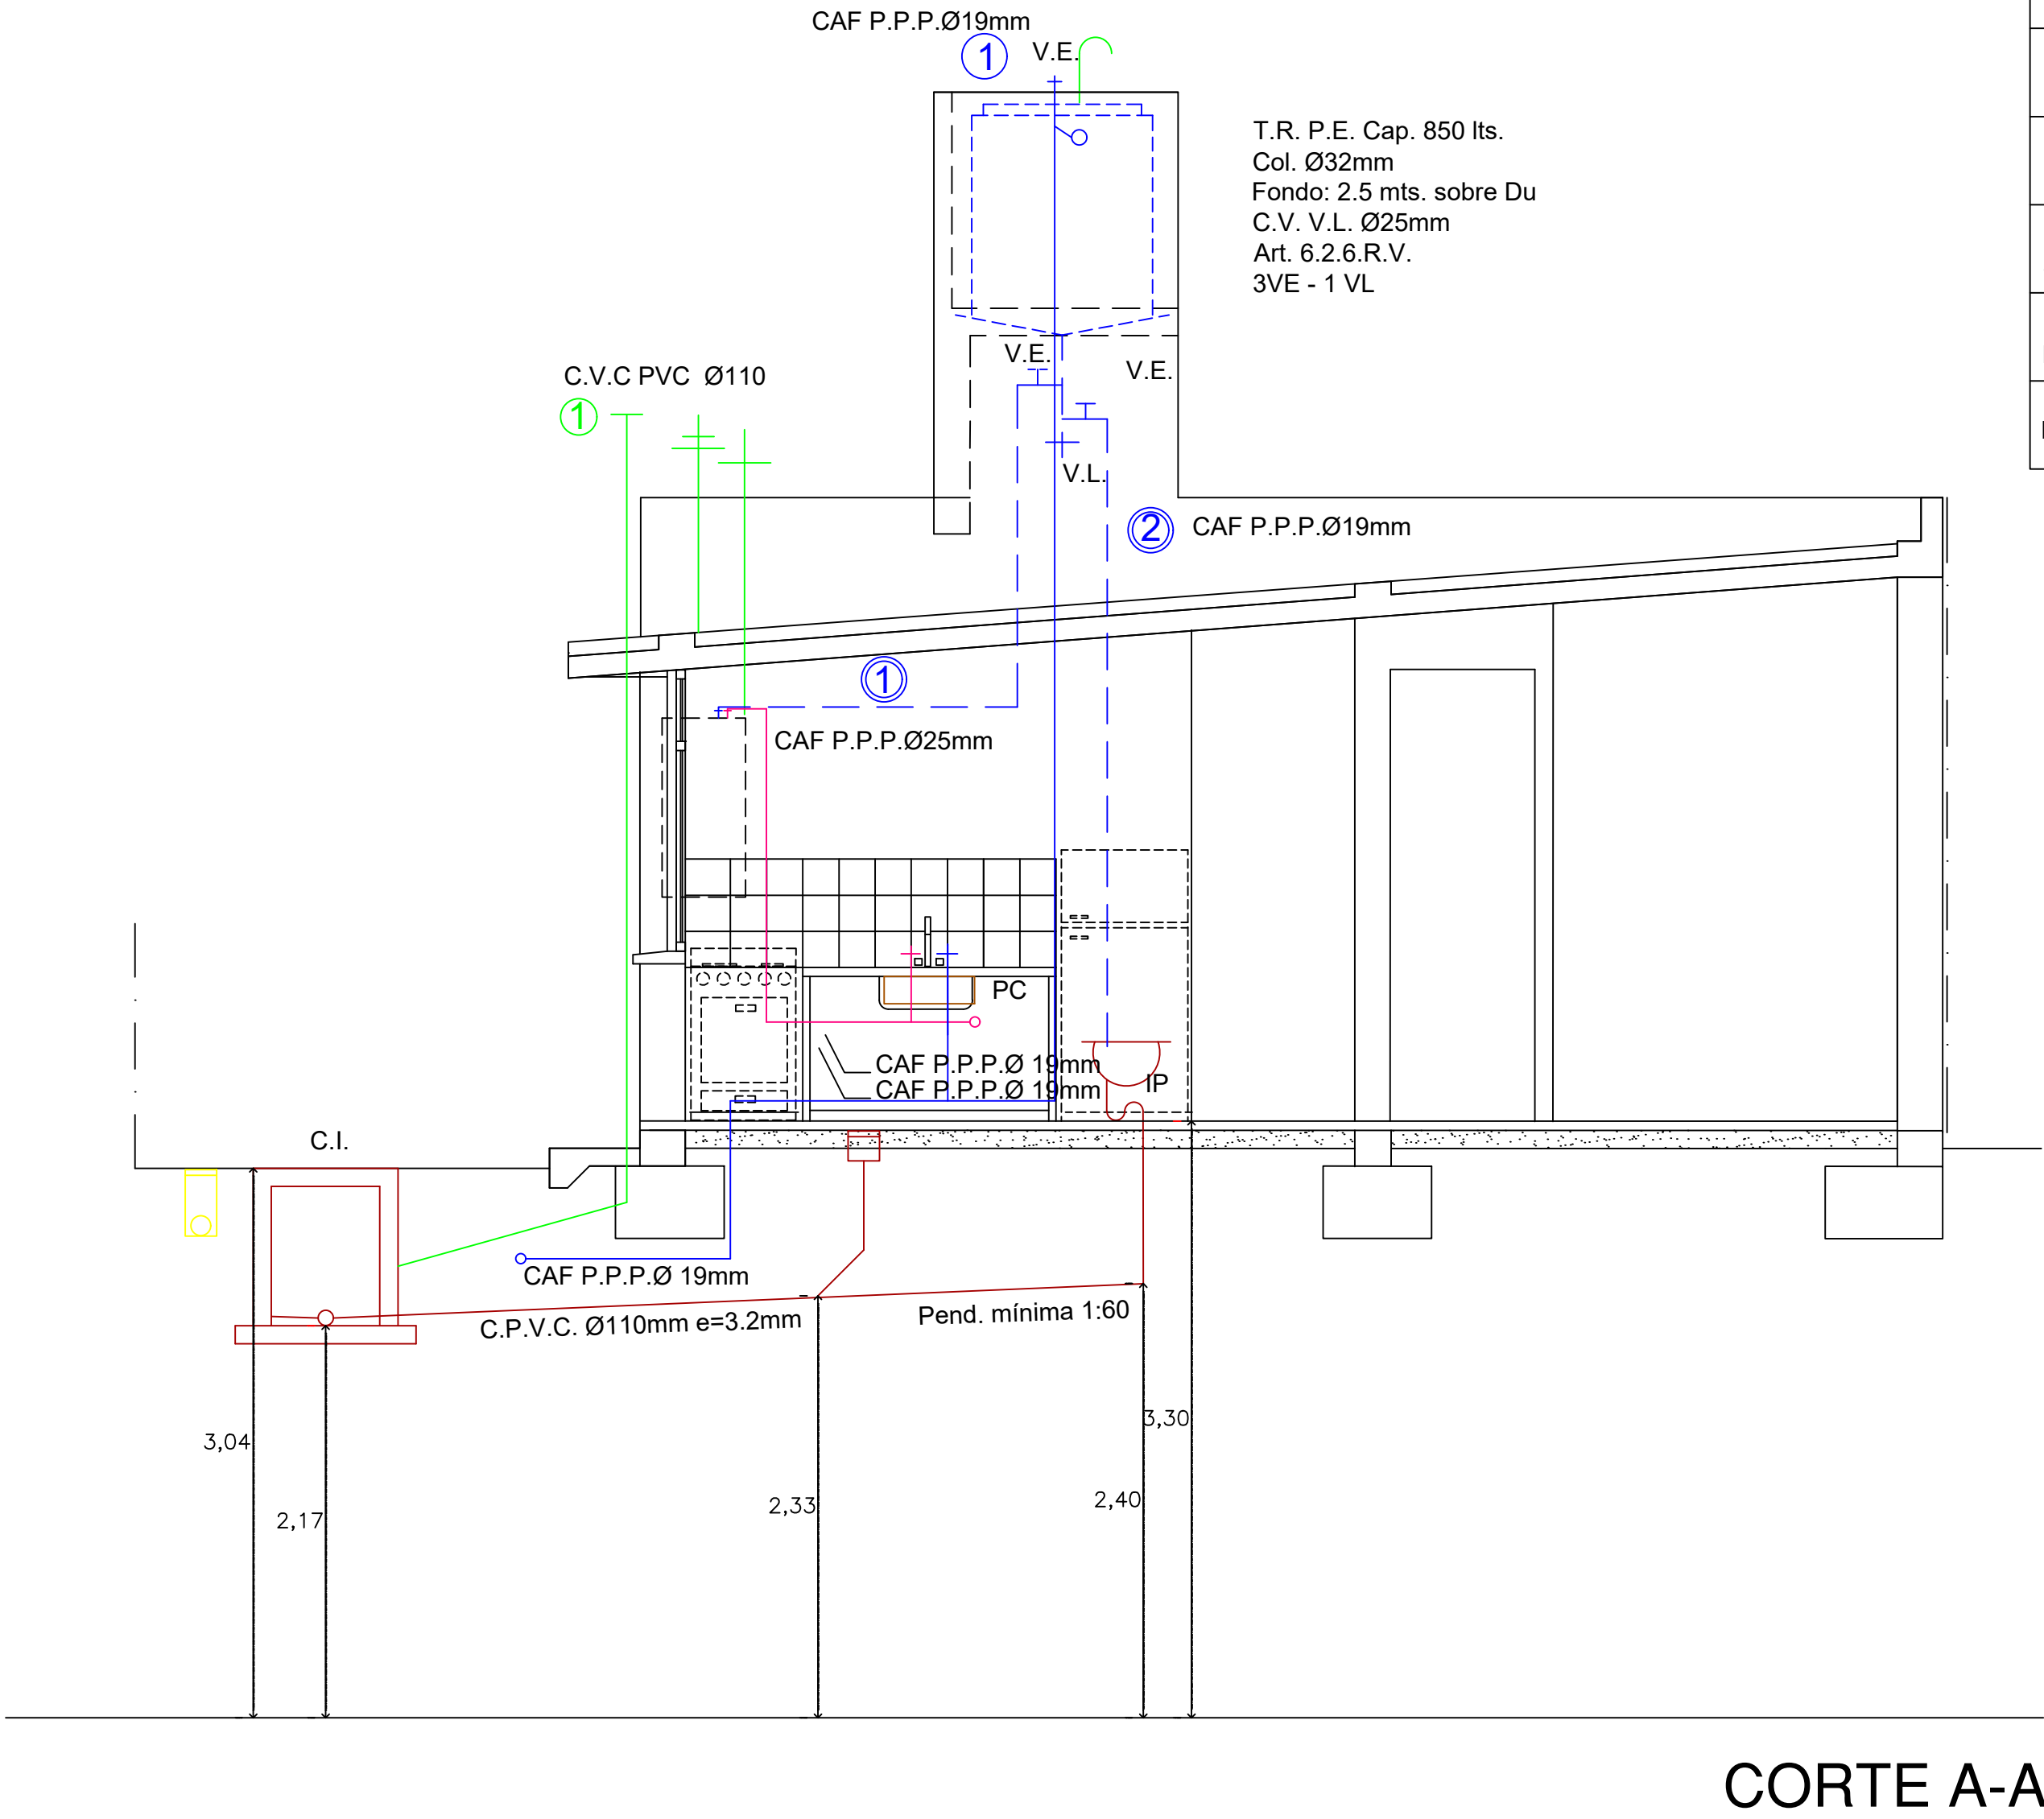 CAF P.P.P.Ø19mm
1
V.E.
T.R. P.E. Cap. 850 lts.
Col. Ø32mm
Fondo: 2.5 mts. sobre Du
C.V. V.L. Ø25mm
Art. 6.2.6.R.V.
3VE - 1 VL
V.E.
V.E.
C.V.C PVC Ø110
1
V.L.
2
CAF P.P.P.Ø19mm
1
CAF P.P.P.Ø25mm
PC
CAF P.P.P.Ø 19mm
CAF P.P.P.Ø 19mm
IP
C.I.
CAF P.P.P.Ø 19mm
C.P.V.C. Ø110mm e=3.2mm
Pend. mínima 1:60
3,04
2,17
2,33
2,40
3,30
CORTE A-A